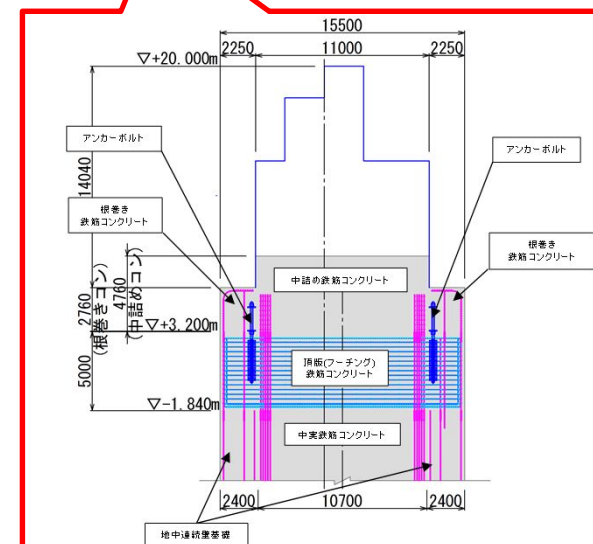 15500
2250
11000
2250
▽+20.000m
アンカーボルト
アンカーボルト
14040
根巻き
鉄筋コンクリート
根巻き
鉄筋コンクリート
中詰め鉄筋コンクリート
2760
(根巻きコン)
4760
(中詰めコン)
▽+3.200m
頂版(フーチング)
鉄筋コンクリート
5000
▽-1.840m
中実鉄筋コンクリート
2400
10700
2400
地中連続壁基礎